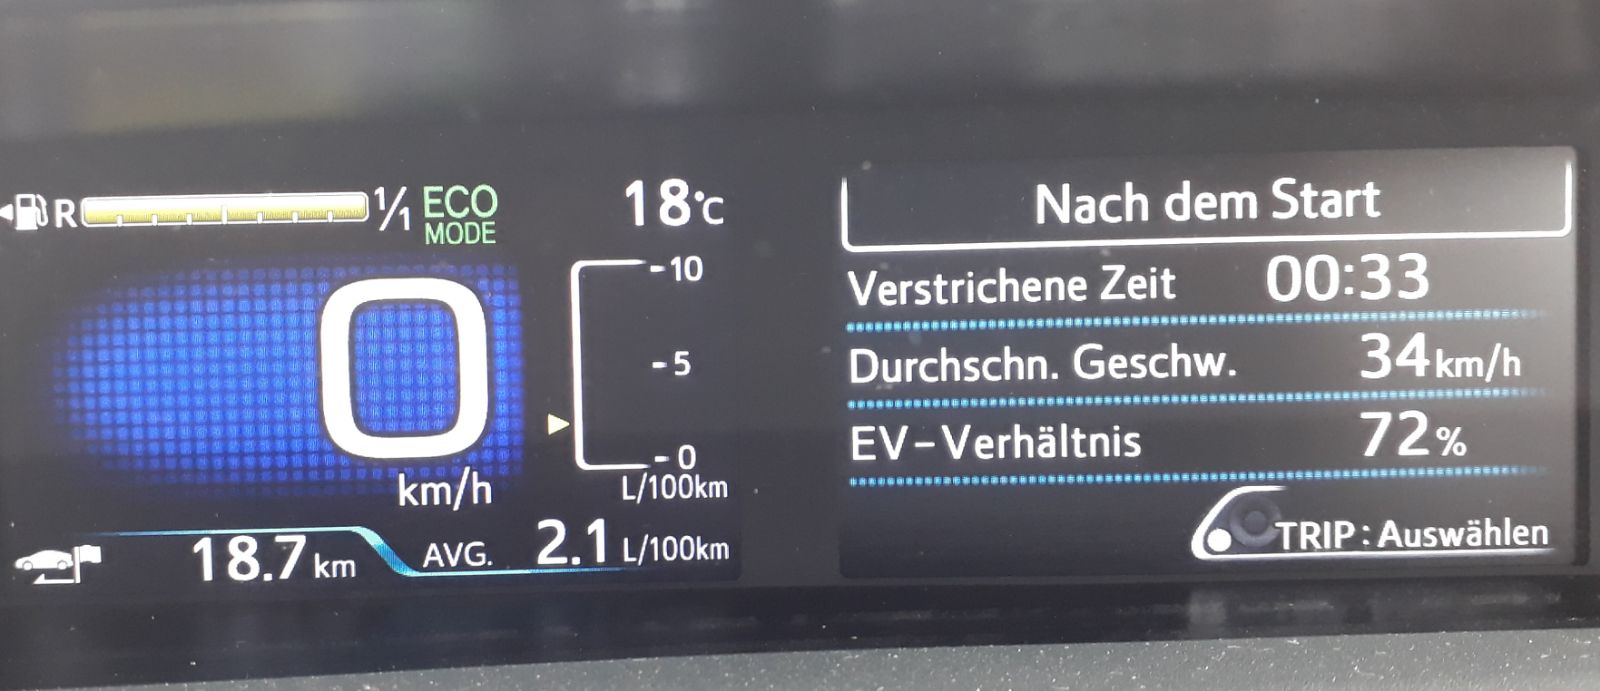 R 1/1 ECO
MODE
18°C
0
km/h
-10
-5
-0
L/100km
18.7 km
AVG. 2.1 L/100km
Nach dem Start
Verstrichene Zeit 00:33
Durchschn. Geschw. 34 km/h
EV-Verhältnis 72%
TRIP: Auswählen